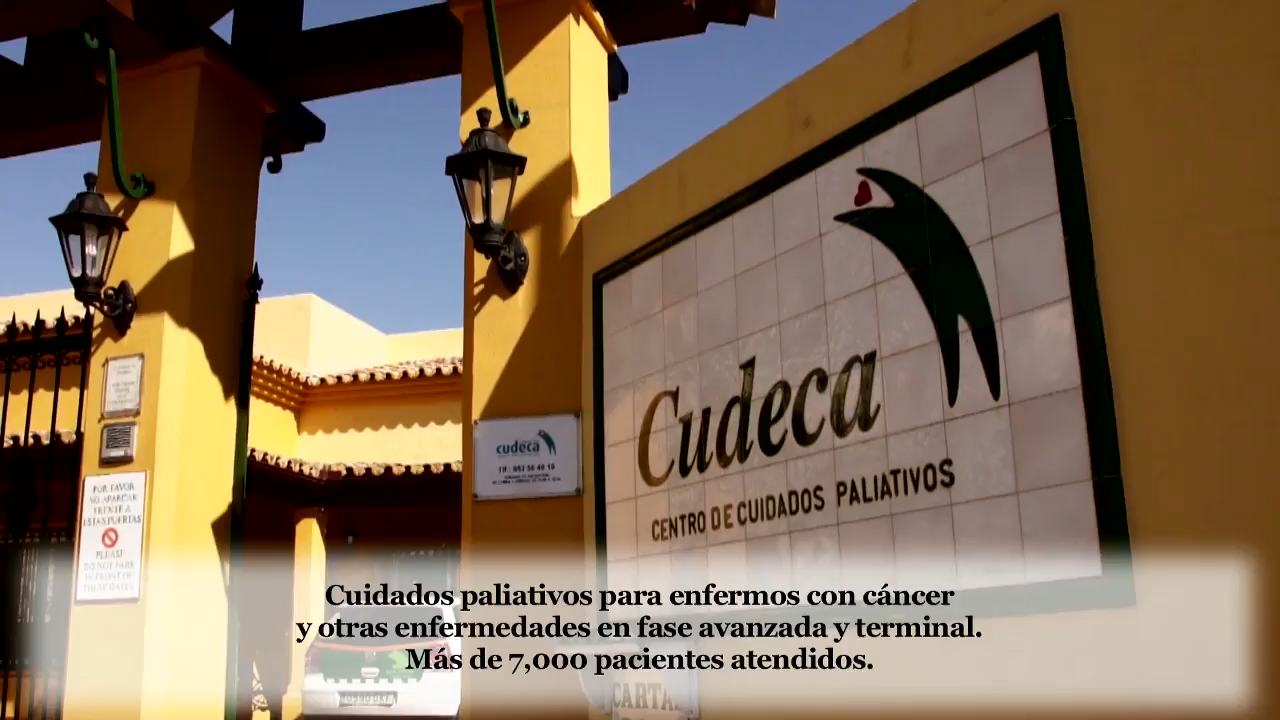 Cudeca
CENTRO DE CUIDADOS PALIATIVOS
cudeca
POR FAVOR
NO APARCAR
FRENTE A
ESTAS PUERTAS
PLEASE
DO NOT PARK
IN FRONT OF
THESE GATES
Cuidados paliativos para enfermos con cáncer
y otras enfermedades en fase avanzada y terminal.
Más de 7,000 pacientes atendidos.
CARTA